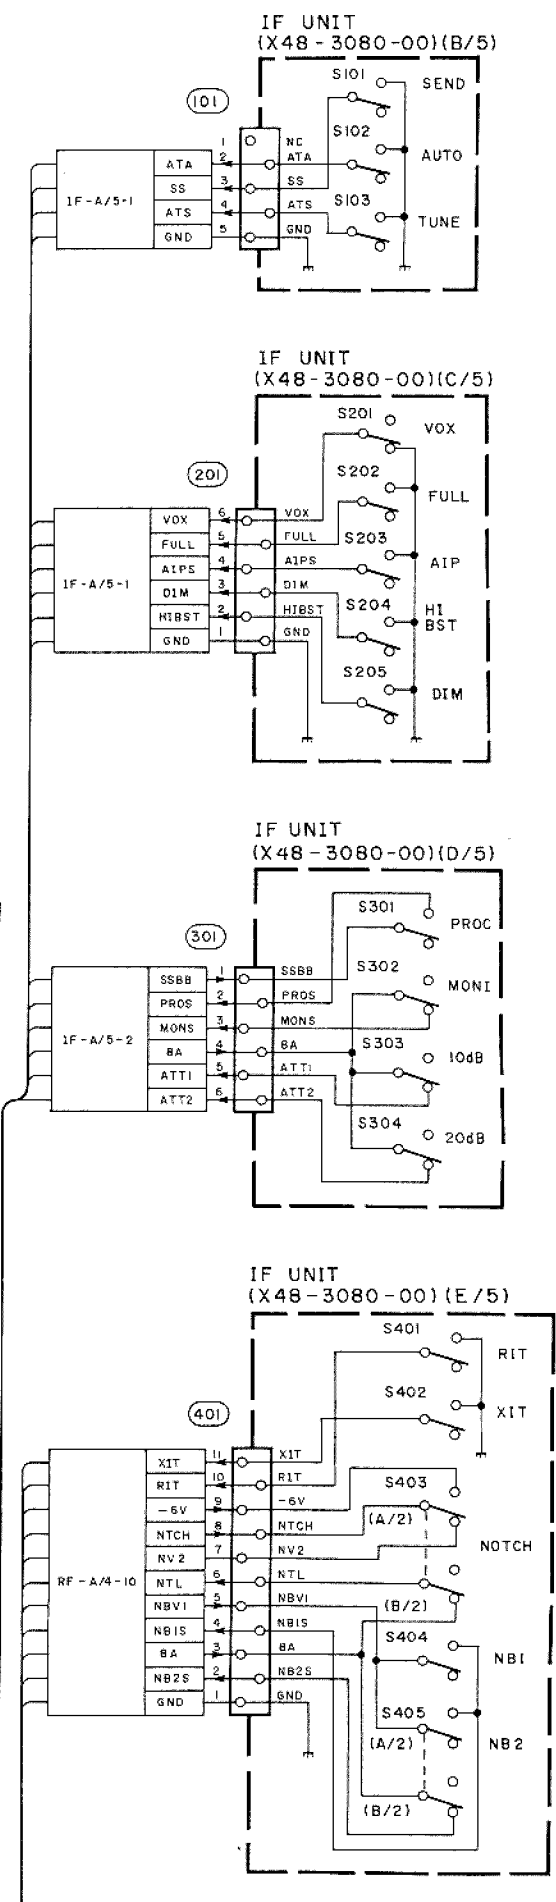 IF UNIT
(X48-3080-00)(B/5)
101
S101
SEND
S102
AUTO
S103
TUNE
1 NC
ATA 2 ATA
SS 3 SS
ATS 4 ATS
GND 5 GND
1F-A/5-1
IF UNIT
(X48-3080-00)(C/5)
201
S201
VOX
S202
FULL
S203
AIP
S204
HI
BST
S205
DIM
VOX 6 VOX
FULL 5 FULL
AIPS 4 AIPS
DIM 3 DIM
HIBST 2 HIBST
GND 1 GND
1F-A/5-1
IF UNIT
(X48-3080-00)(D/5)
301
S301
PROC
S302
MONI
S303
10dB
S304
20dB
SSBB 1 SSBB
PROS 2 PROS
MONS 3 MONS
8A 4 8A
ATT1 5 ATT1
ATT2 6 ATT2
1F-A/5-2
IF UNIT
(X48-3080-00)(E/5)
401
S401
RIT
S402
XIT
S403
(A/2)
NOTCH
(B/2)
S404
NB1
S405
(A/2)
NB2
(B/2)
XIT 11 XIT
RIT 10 RIT
-6V 9 -6V
NTCH 8 NTCH
NV2 7 NV2
NTL 6 NTL
NBV1 5 NBV1
NB1S 4 NB1S
8A 3 8A
NB2S 2 NB2S
GND 1 GND
RF-A/4-10